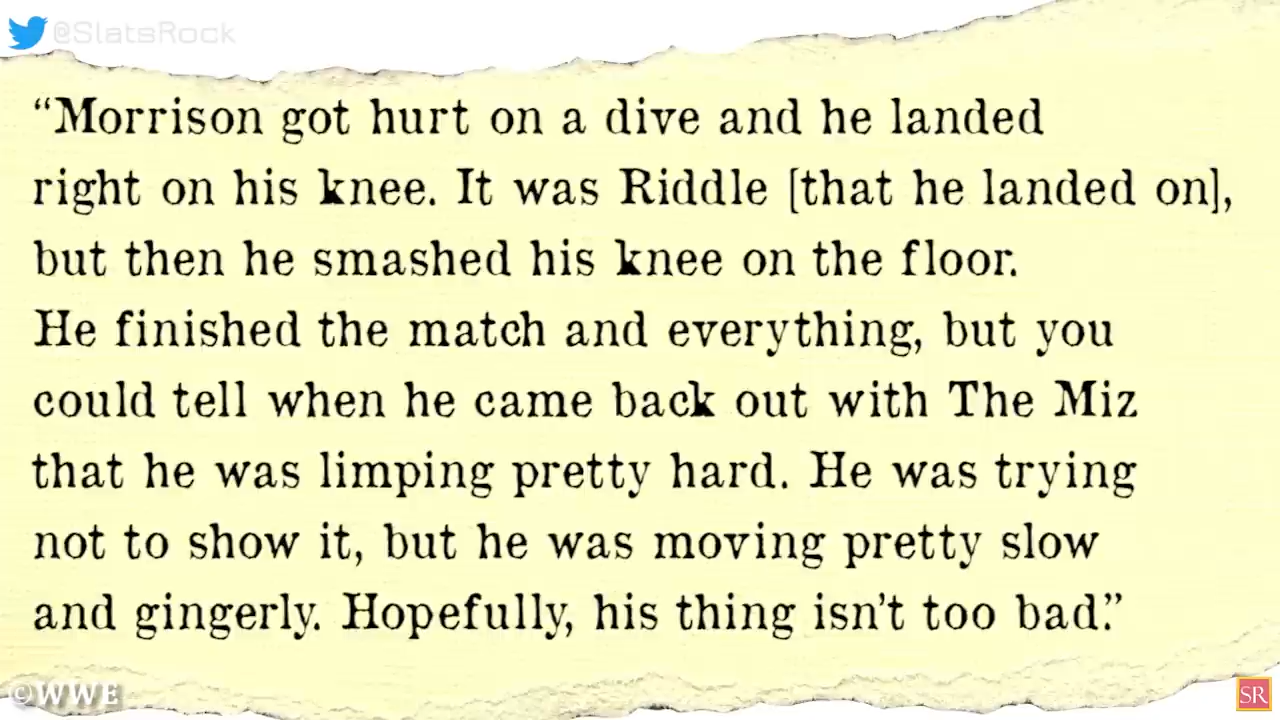 @SlatsRock
“Morrison got hurt on a dive and he landed
right on his knee. It was Riddle [that he landed on],
but then he smashed his knee on the floor.
He finished the match and everything, but you
could tell when he came back out with The Miz
that he was limping pretty hard. He was trying
not to show it, but he was moving pretty slow
and gingerly. Hopefully, his thing isn’t too bad.”
©WWE
SR